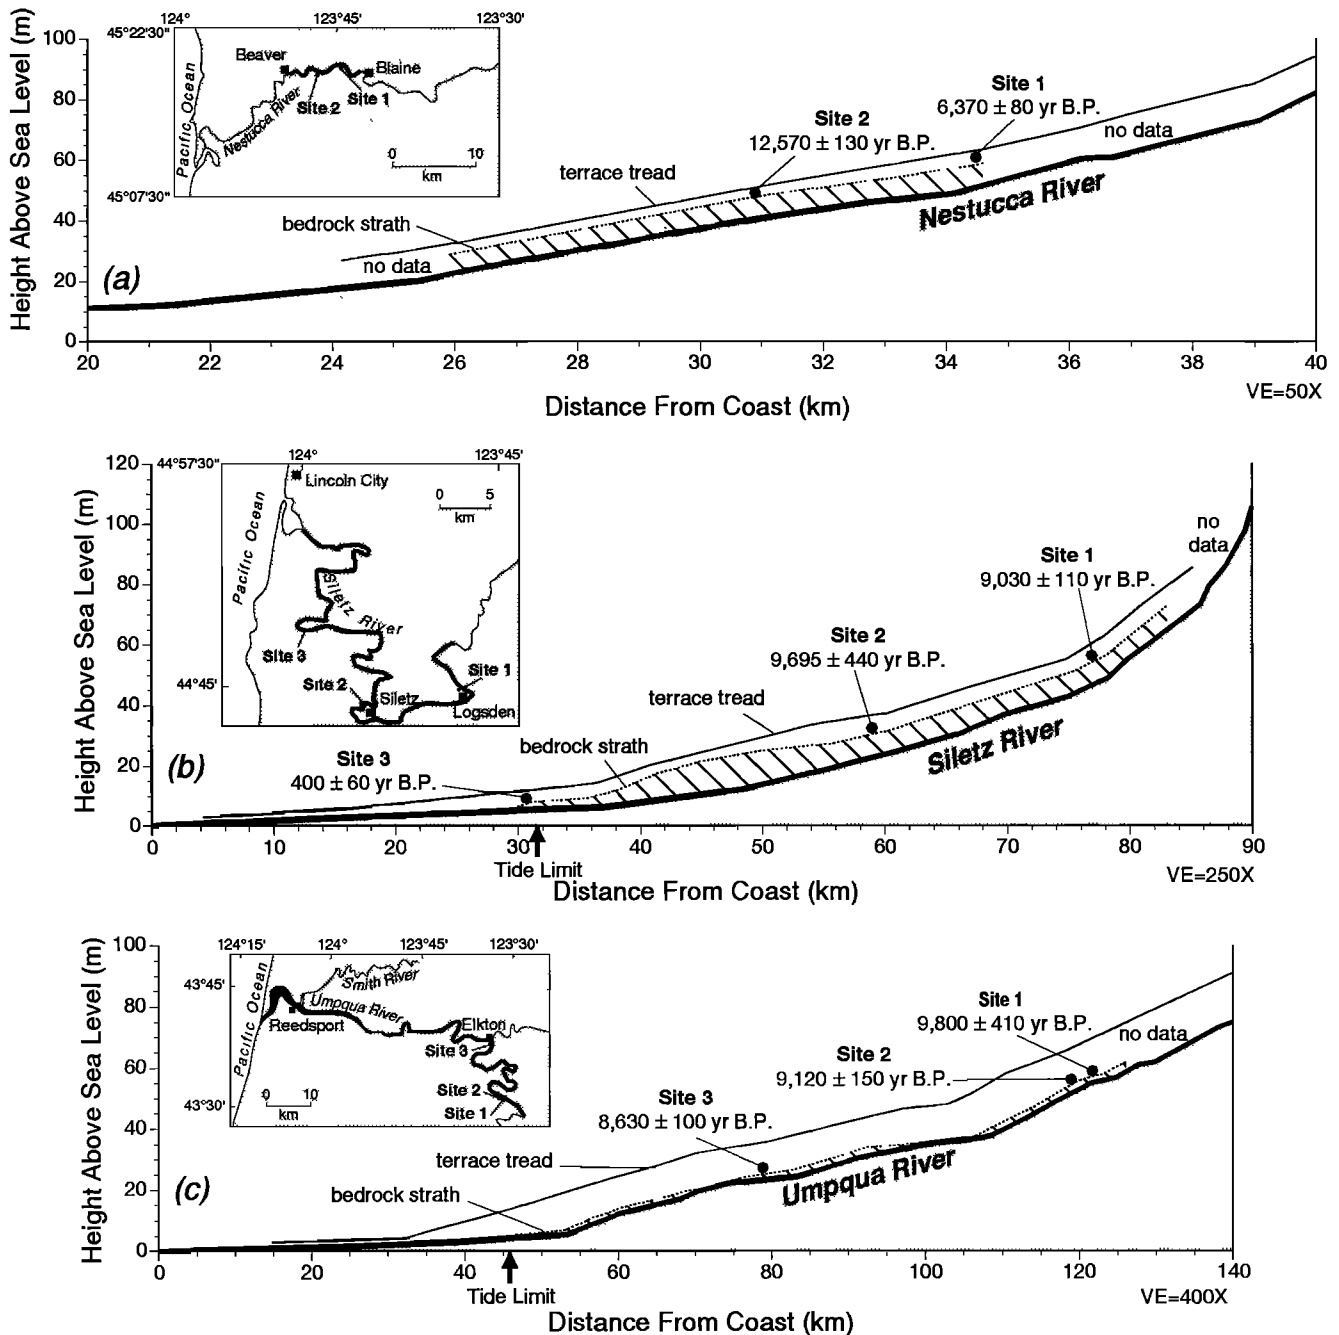 124°
123°45'
123°30'
45°22'30"
Beaver
Blaine
Site 2
Site 1
Nestucca River
Pacific Ocean
0 10
km
45°07'30"
Height Above Sea Level (m)
100
80
60
40
20
0
Site 1
6,370 ± 80 yr B.P.
Site 2
12,570 ± 130 yr B.P.
no data
terrace tread
Nestucca River
bedrock strath
no data
(a)
20 22 24 26 28 30 32 34 36 38 40
VE=50X
Distance From Coast (km)
44°57'30"
124°
123°45'
Lincoln City
0 5
km
Pacific Ocean
Siletz River
Site 3
Site 1
Site 2
Siletz
Logsden
44°45'
Height Above Sea Level (m)
120
100
80
60
40
20
0
no data
Site 1
9,030 ± 110 yr B.P.
Site 2
9,695 ± 440 yr B.P.
terrace tread
bedrock strath
Siletz River
Site 3
400 ± 60 yr B.P.
(b)
0 10 20 30 40 50 60 70 80 90
Tide Limit
VE=250X
Distance From Coast (km)
124°15'
124°
123°45'
123°30'
43°45'
Pacific Ocean
Smith River
Umpqua River
Reedsport
Elkton
Site 3
0 10
km
Site 2
Site 1
43°30'
Height Above Sea Level (m)
100
80
60
40
20
0
Site 1
9,800 ± 410 yr B.P.
no data
Site 2
9,120 ± 150 yr B.P.
Site 3
8,630 ± 100 yr B.P.
terrace tread
bedrock strath
Umpqua River
(c)
0 20 40 60 80 100 120 140
Tide Limit
VE=400X
Distance From Coast (km)